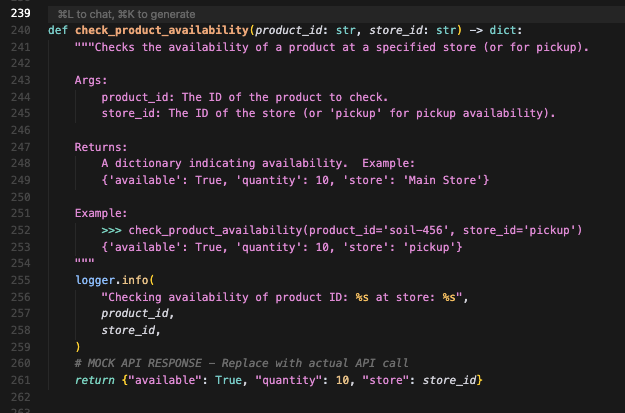 239 ⌘L to chat, ⌘K to generate
240 def check_product_availability(product_id: str, store_id: str) -> dict:
241     """Checks the availability of a product at a specified store (or for pickup).
242
243     Args:
244         product_id: The ID of the product to check.
245         store_id: The ID of the store (or 'pickup' for pickup availability).
246
247     Returns:
248         A dictionary indicating availability.  Example:
249         {'available': True, 'quantity': 10, 'store': 'Main Store'}
250
251     Example:
252         >>> check_product_availability(product_id='soil-456', store_id='pickup')
253         {'available': True, 'quantity': 10, 'store': 'pickup'}
254     """
255     logger.info(
256         "Checking availability of product ID: %s at store: %s",
257         product_id,
258         store_id,
259     )
260     # MOCK API RESPONSE - Replace with actual API call
261     return {"available": True, "quantity": 10, "store": store_id}
262